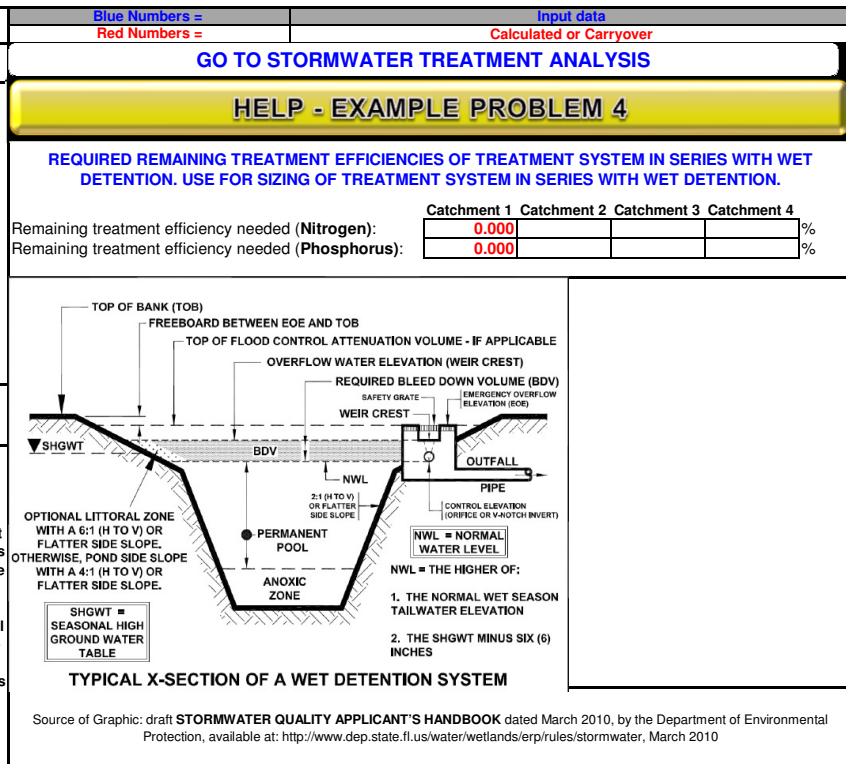 Blue Numbers = Input data
Red Numbers = Calculated or Carryover
GO TO STORMWATER TREATMENT ANALYSIS
HELP - EXAMPLE PROBLEM 4
REQUIRED REMAINING TREATMENT EFFICIENCIES OF TREATMENT SYSTEM IN SERIES WITH WET
DETENTION. USE FOR SIZING OF TREATMENT SYSTEM IN SERIES WITH WET DETENTION.
Catchment 1 Catchment 2 Catchment 3 Catchment 4
Remaining treatment efficiency needed (Nitrogen): 0.000 %
Remaining treatment efficiency needed (Phosphorus): 0.000 %
TOP OF BANK (TOB)
FREEBOARD BETWEEN EOE AND TOB
TOP OF FLOOD CONTROL ATTENUATION VOLUME - IF APPLICABLE
OVERFLOW WATER ELEVATION (WEIR CREST)
REQUIRED BLEED DOWN VOLUME (BDV)
SAFETY GRATE
EMERGENCY OVERFLOW
ELEVATION (EOE)
WEIR CREST
SHGWT
BDV
OUTFALL
PIPE
NWL
2:1 (H TO V)
OR FLATTER
SIDE SLOPE
CONTROL ELEVATION
(ORIFICE OR V-NOTCH INVERT)
OPTIONAL LITTORAL ZONE
WITH A 6:1 (H TO V) OR
FLATTER SIDE SLOPE.
OTHERWISE, POND SIDE SLOPE
WITH A 4:1 (H TO V) OR
FLATTER SIDE SLOPE.
PERMANENT
POOL
ANOXIC
ZONE
NWL = NORMAL
WATER LEVEL
NWL = THE HIGHER OF:
1. THE NORMAL WET SEASON
TAILWATER ELEVATION
2. THE SHGWT MINUS SIX (6)
INCHES
SHGWT =
SEASONAL HIGH
GROUND WATER
TABLE
TYPICAL X-SECTION OF A WET DETENTION SYSTEM
Source of Graphic: draft STORMWATER QUALITY APPLICANT'S HANDBOOK dated March 2010, by the Department of Environmental
Protection, available at: http://www.dep.state.fl.us/water/wetlands/erp/rules/stormwater, March 2010